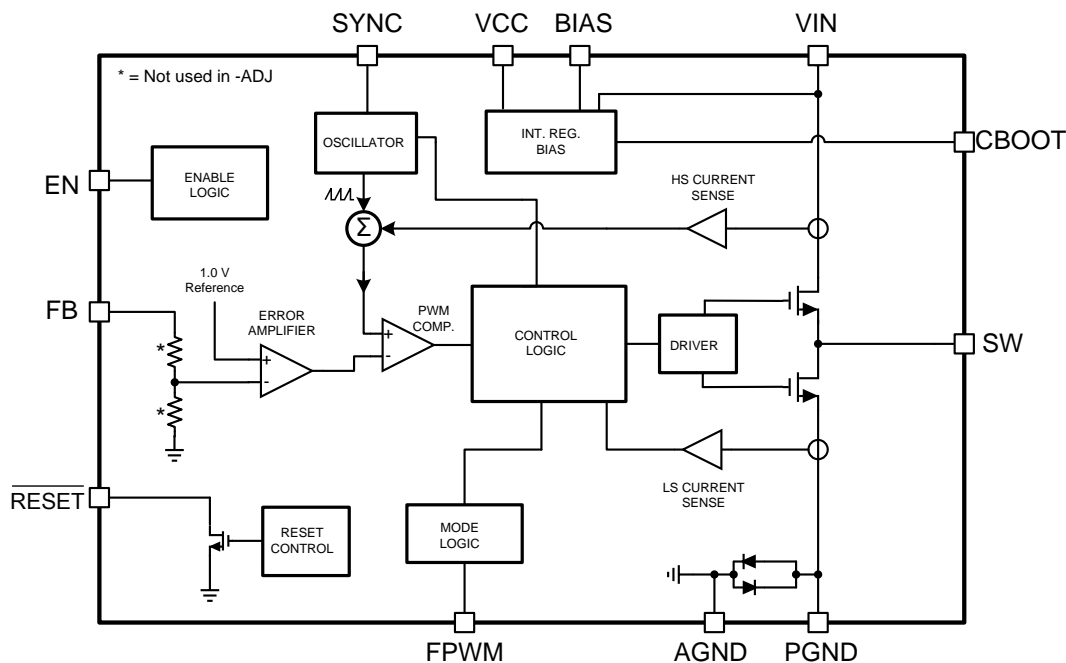 SYNC
VCC
BIAS
VIN
* = Not used in -ADJ
OSCILLATOR
INT. REG.
BIAS
CBOOT
EN
ENABLE
LOGIC
HS CURRENT
SENSE
Σ
1.0 V
Reference
FB
ERROR
AMPLIFIER
PWM
COMP.
+
-
+
-
*
*
CONTROL
LOGIC
DRIVER
SW
LS CURRENT
SENSE
RESET
RESET
CONTROL
MODE
LOGIC
FPWM
AGND
PGND